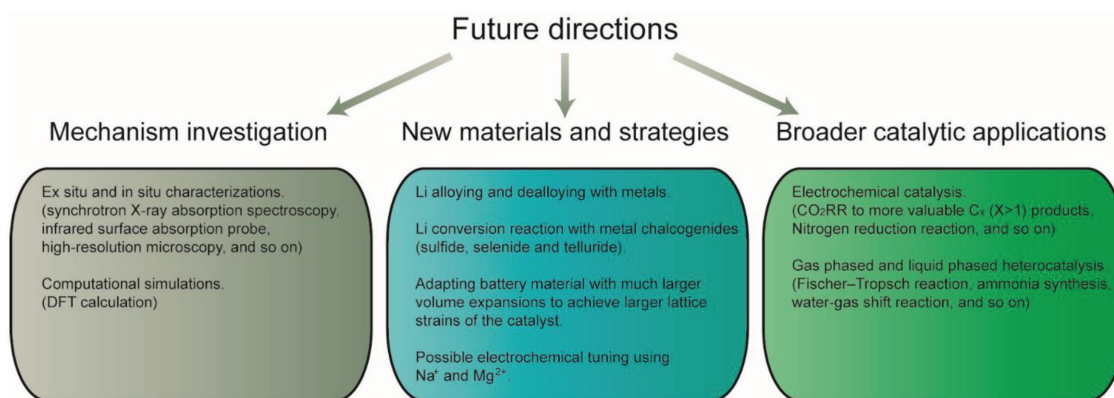 Future directions
Mechanism investigation
Ex situ and in situ characterizations.
(synchrotron X-ray absorption spectroscopy,
infrared surface absorption probe,
high-resolution microscopy, and so on)
Computational simulations.
(DFT calculation)
New materials and strategies
Li alloying and dealloying with metals.
Li conversion reaction with metal chalcogenides
(sulfide, selenide and telluride).
Adapting battery material with much larger
volume expansions to achieve larger lattice
strains of the catalyst.
Possible electrochemical tuning using
Na⁺ and Mg²⁺.
Broader catalytic applications
Electrochemical catalysis.
(CO₂RR to more valuable Cₓ (X>1) products,
Nitrogen reduction reaction, and so on)
Gas phased and liquid phased heterocatalysis.
(Fischer–Tropsch reaction, ammonia synthesis,
water-gas shift reaction, and so on)